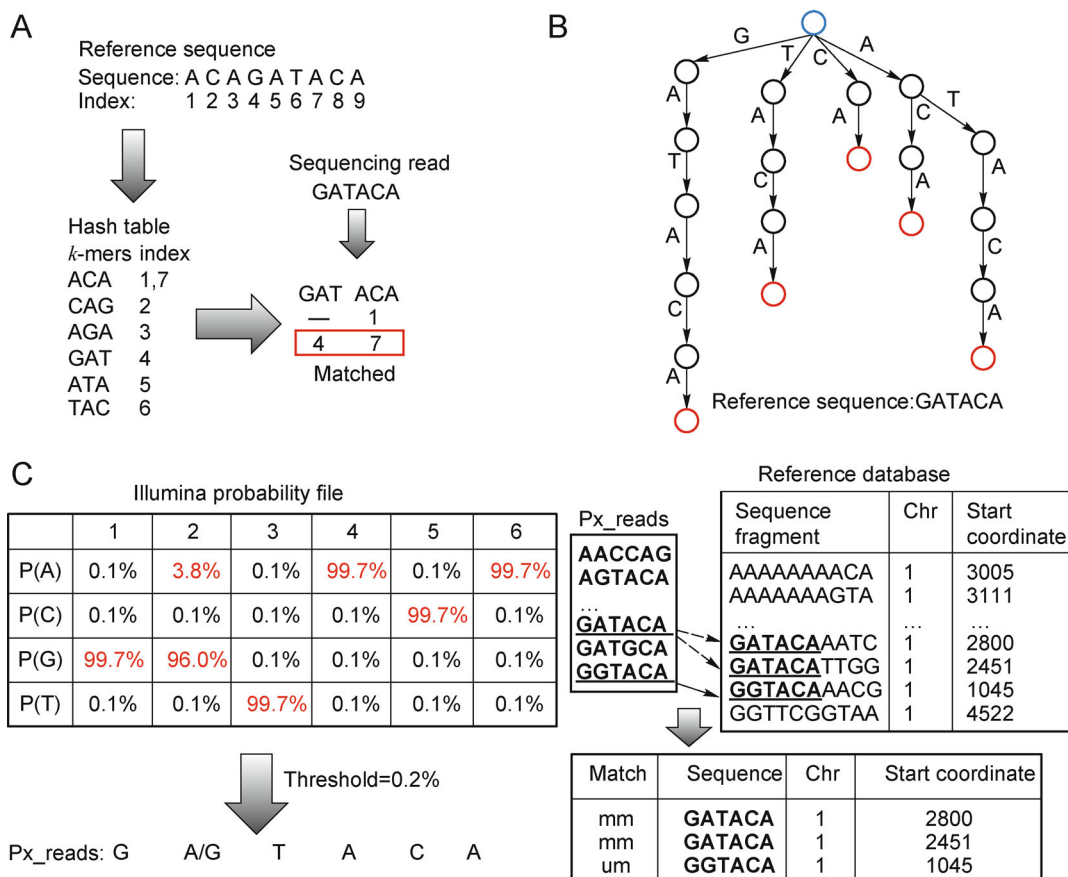 A
Reference sequence
Sequence: A C A G A T A C A
Index: 1 2 3 4 5 6 7 8 9
Sequencing read
GATACA
Hash table
k-mers index
ACA 1,7
CAG 2
AGA 3
GAT 4
ATA 5
TAC 6
GAT ACA
— 1
4 7
Matched
B
G T C A
A A A C T
T C A A
A A C
C A
A
Reference sequence:GATACA
C
Illumina probability file
1 2 3 4 5 6
P(A) 0.1% 3.8% 0.1% 99.7% 0.1% 99.7%
P(C) 0.1% 0.1% 0.1% 0.1% 99.7% 0.1%
P(G) 99.7% 96.0% 0.1% 0.1% 0.1% 0.1%
P(T) 0.1% 0.1% 99.7% 0.1% 0.1% 0.1%
Threshold=0.2%
Px_reads: G A/G T A C A
Px_reads
AACCAG
AGTACA
...
GATACA
GATGCA
GGTACA
Reference database
Sequence fragment Chr Start coordinate
AAAAAAAACA 1 3005
AAAAAAAGTA 1 3111
... ... ...
GATACAAATC 1 2800
GATACATTGG 1 2451
GGTACAAACG 1 1045
GGTTCGGTAA 1 4522
Match Sequence Chr Start coordinate
mm GATACA 1 2800
mm GATACA 1 2451
um GGTACA 1 1045